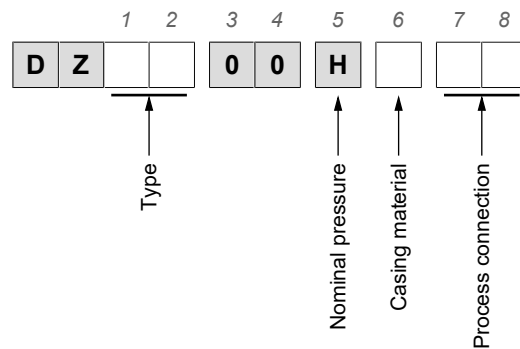 1 2 3 4 5 6 7 8
D Z 0 0 H
Type
Nominal pressure
Casing material
Process connection